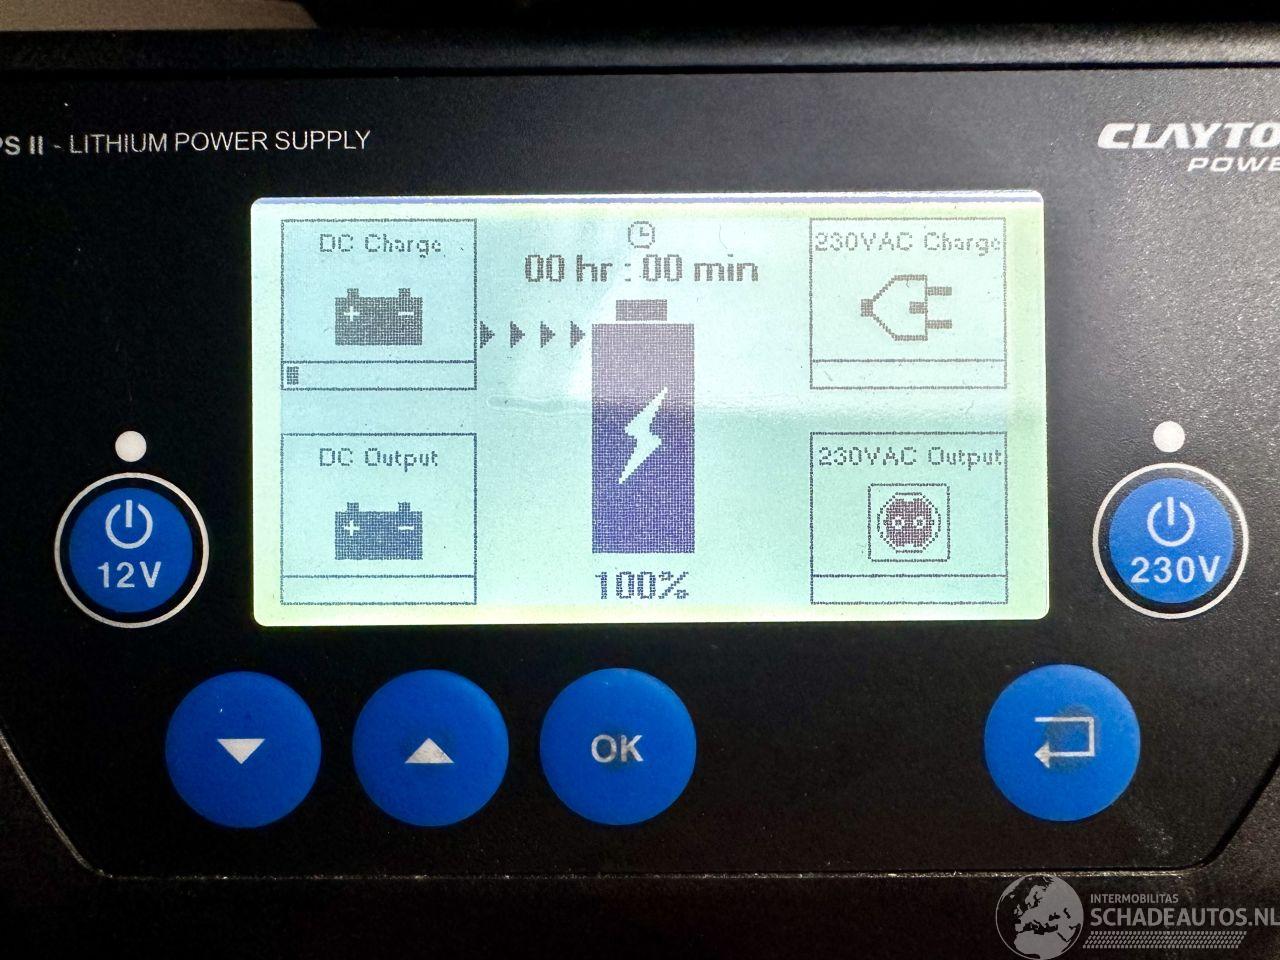 PS II - LITHIUM POWER SUPPLY
CLAYTO
POWE
DC Charge
00 hr : 00 min
230VAC Charge
DC Output
230VAC Output
100%
12V
230V
OK
INTERMOBILITAS
SCHADEAUTOS.NL